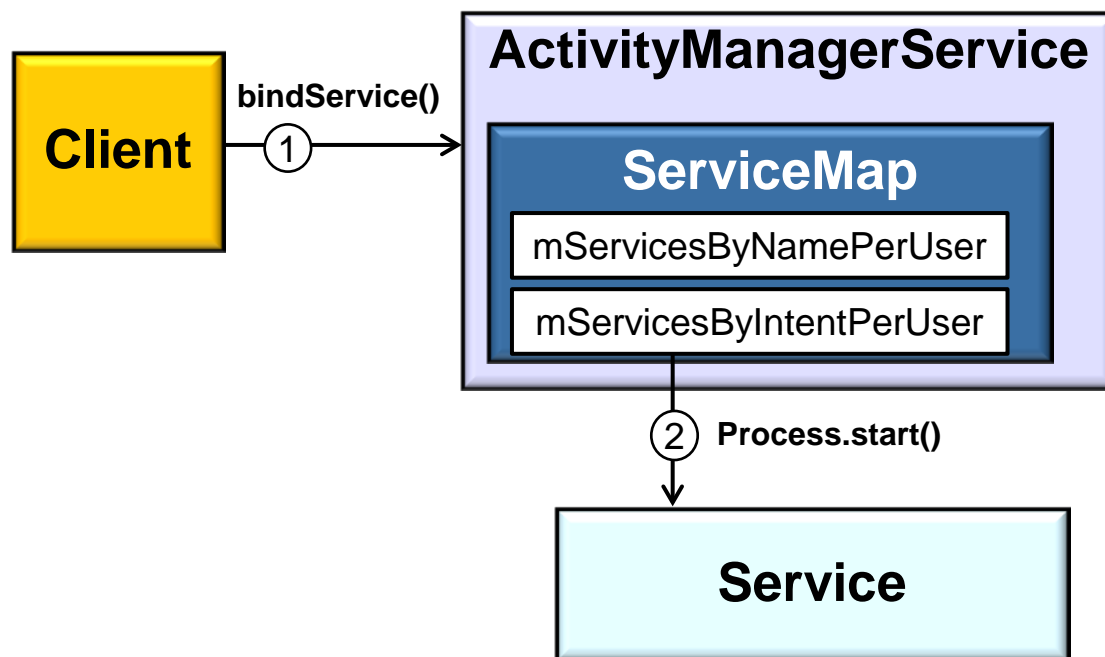 ActivityManagerService
bindService()
Client
1
ServiceMap
mServicesByNamePerUser
mServicesByIntentPerUser
2
Process.start()
Service